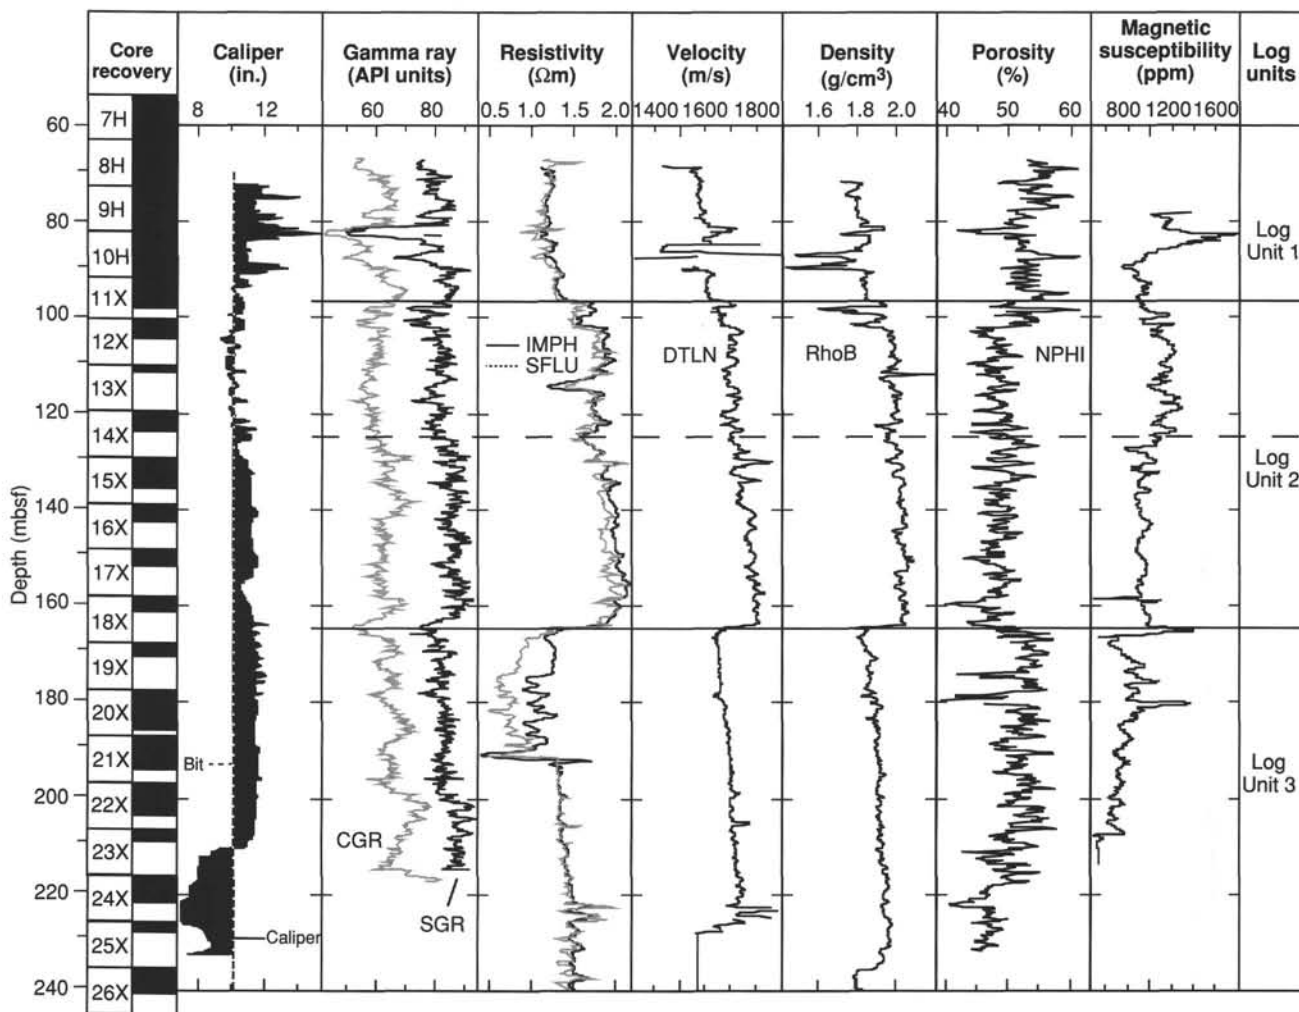 Core recovery
Caliper (in.)
Gamma ray (API units)
Resistivity (Ωm)
Velocity (m/s)
Density (g/cm³)
Porosity (%)
Magnetic susceptibility (ppm)
Log units
8 12
60 80
0.5 1.0 1.5 2.0
1400 1600 1800
1.6 1.8 2.0
40 50 60
800 1200 1600
Depth (mbsf)
60
80
100
120
140
160
180
200
220
240
7H
8H
9H
10H
11X
12X
13X
14X
15X
16X
17X
18X
19X
20X
21X
22X
23X
24X
25X
26X
Bit
Caliper
CGR
SGR
IMPH
SFLU
DTLN
RhoB
NPHI
Log
Unit 1
Log
Unit 2
Log
Unit 3